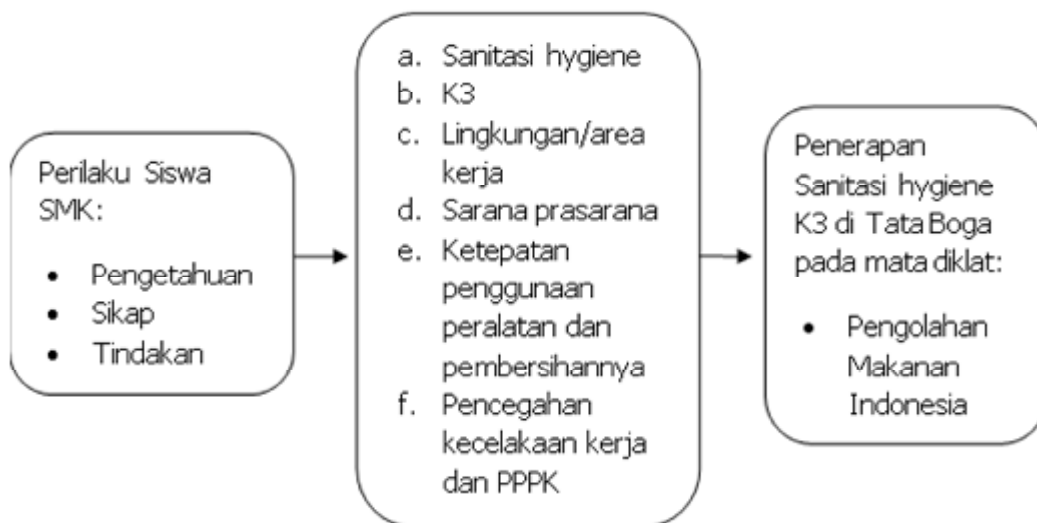 Perilaku Siswa
SMK:
• Pengetahuan
• Sikap
• Tindakan
a. Sanitasi hygiene
b. K3
c. Lingkungan/area
kerja
d. Sarana prasarana
e. Ketepatan
penggunaan
peralatan dan
pembersihannya
f. Pencegahan
kecelakaan kerja
dan PPPK
Penerapan
Sanitasi hygiene
K3 di Tata Boga
pada mata diklat:
• Pengolahan
Makanan
Indonesia